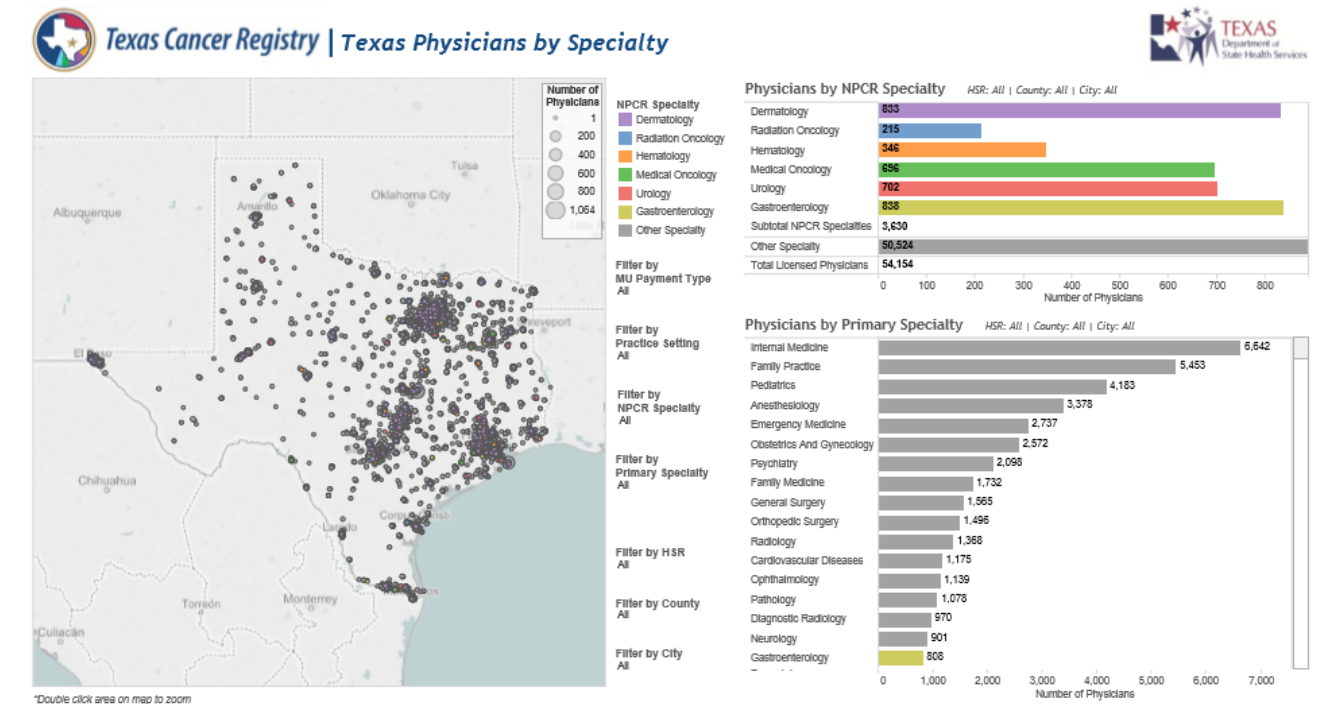 Texas Cancer Registry | Texas Physicians by Specialty
TEXAS
Department of
State Health Services
Tulsa
Oklahoma City
Albuquerque
Amarillo
Shreveport
El Paso
Chihuahua
Laredo
Corpus Christi
Torreón
Monterrey
Culiacán
Number of
Physicians
1
200
400
600
800
1,064
*Double click area on map to zoom
NPCR Specialty
Dermatology
Radiation Oncology
Hematology
Medical Oncology
Urology
Gastroenterology
Other Specialty
Filter by
MU Payment Type
All
Filter by
Practice Setting
All
Filter by
NPCR Specialty
All
Filter by
Primary Specialty
All
Filter by HSR
All
Filter by County
All
Filter by City
All
Physicians by NPCR Specialty HSR: All | County: All | City: All
Dermatology 833
Radiation Oncology 215
Hematology 346
Medical Oncology 696
Urology 702
Gastroenterology 838
Subtotal NPCR Specialties 3,630
Other Specialty 50,524
Total Licensed Physicians 54,154
0 100 200 300 400 500 600 700 800
Number of Physicians
Physicians by Primary Specialty HSR: All | County: All | City: All
Internal Medicine 6,642
Family Practice 5,453
Pediatrics 4,183
Anesthesiology 3,378
Emergency Medicine 2,737
Obstetrics And Gynecology 2,572
Psychiatry 2,098
Family Medicine 1,732
General Surgery 1,565
Orthopedic Surgery 1,496
Radiology 1,368
Cardiovascular Diseases 1,175
Ophthalmology 1,139
Pathology 1,078
Diagnostic Radiology 970
Neurology 901
Gastroenterology 808
0 1,000 2,000 3,000 4,000 5,000 6,000 7,000
Number of Physicians